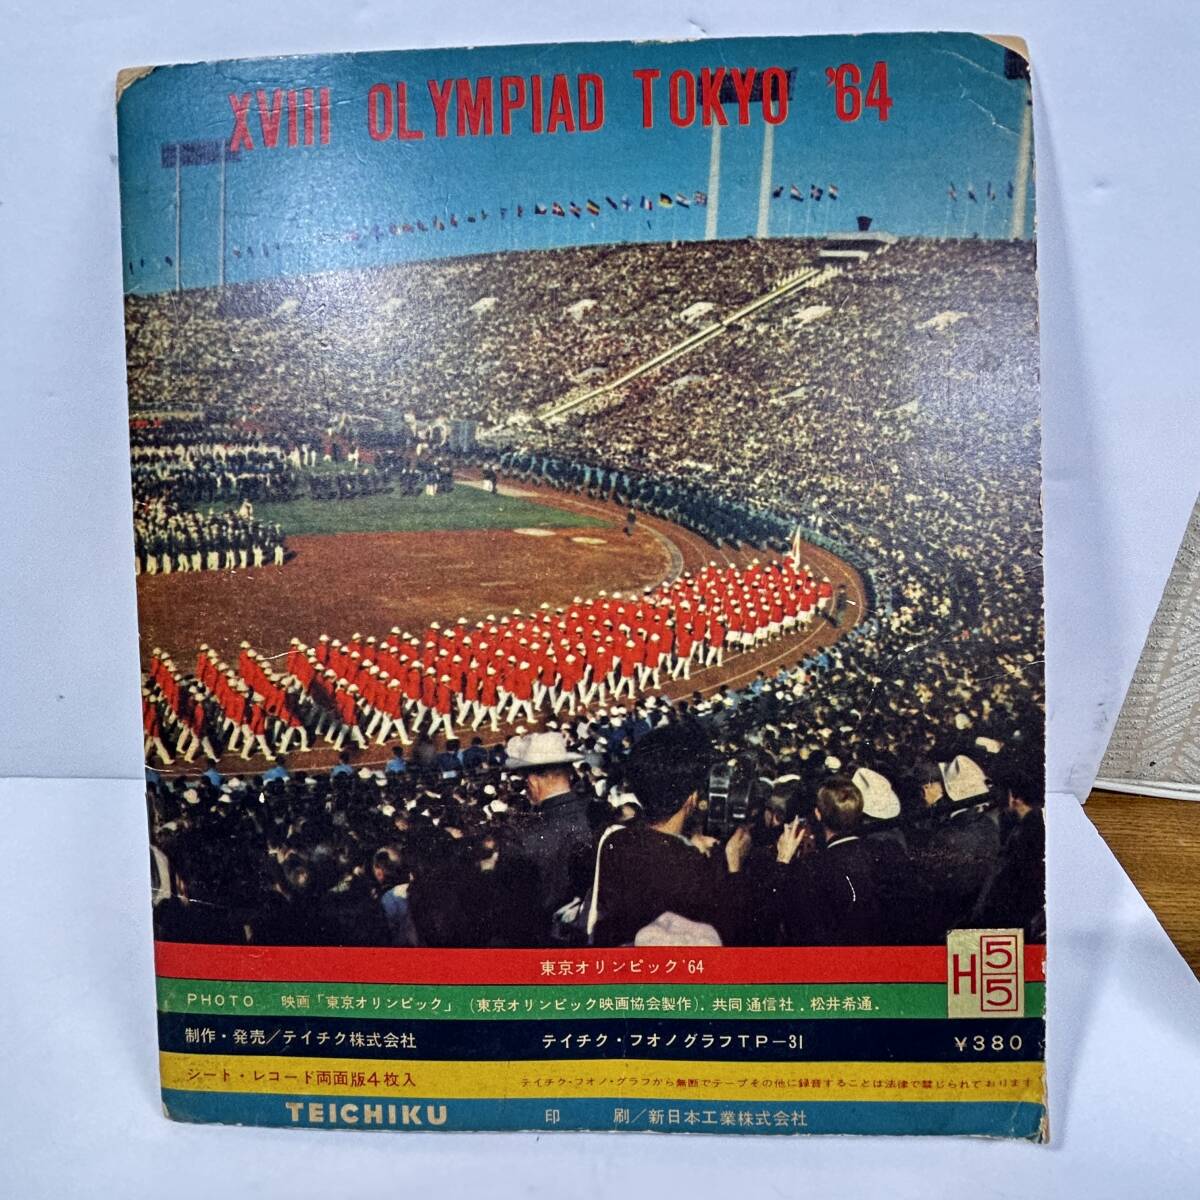 XVIII OLYMPIAD TOKYO '64
東京オリンピック'64
H 5/5
PHOTO 映画「東京オリンピック」(東京オリンピック映画協会製作).共同通信社.松井希通.
制作・発売/テイチク株式会社 テイチク・フオノグラフTP-31 ¥380
シート・レコード両面版4枚入 テイチク・フオノ・グラフから無断でテープその他に録音することは法律で禁じられております
TEICHIKU 印 刷/新日本工業株式会社